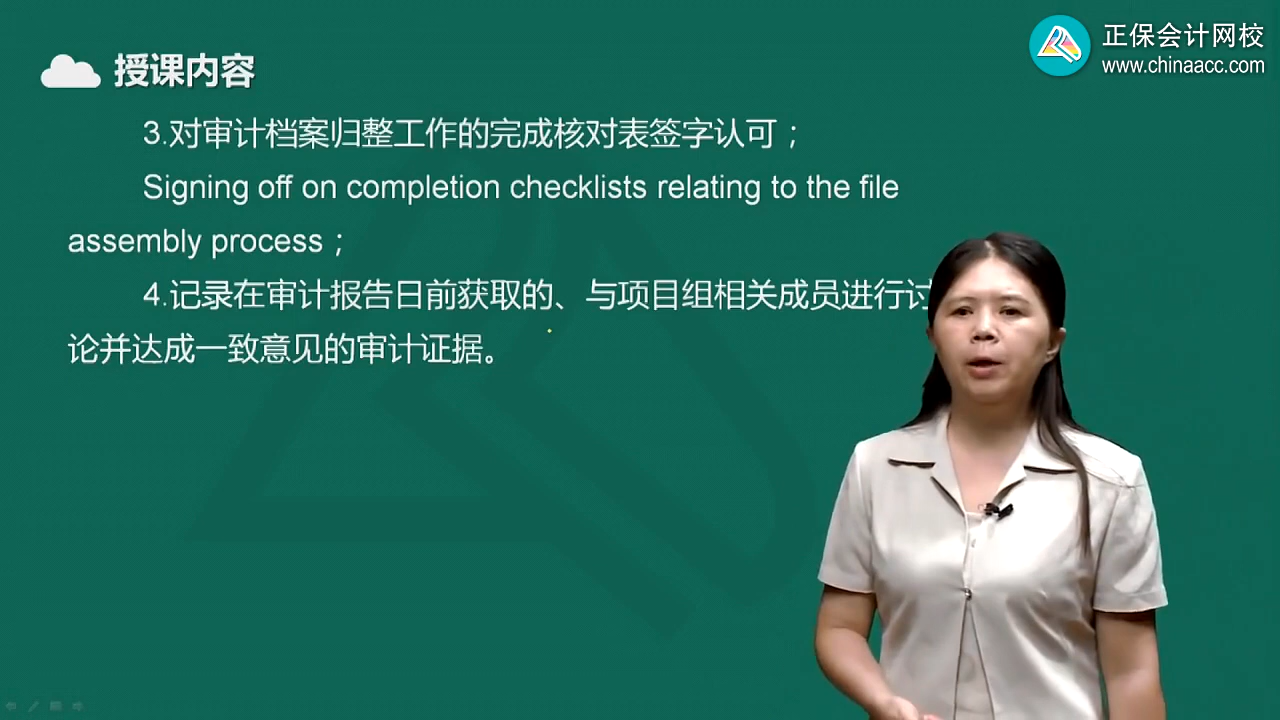 授课内容
正保会计网校
www.chinaacc.com
3.对审计档案归整工作的完成核对表签字认可；
Signing off on completion checklists relating to the file
assembly process；
4.记录在审计报告日前获取的、与项目组相关成员进行讨
论并达成一致意见的审计证据。